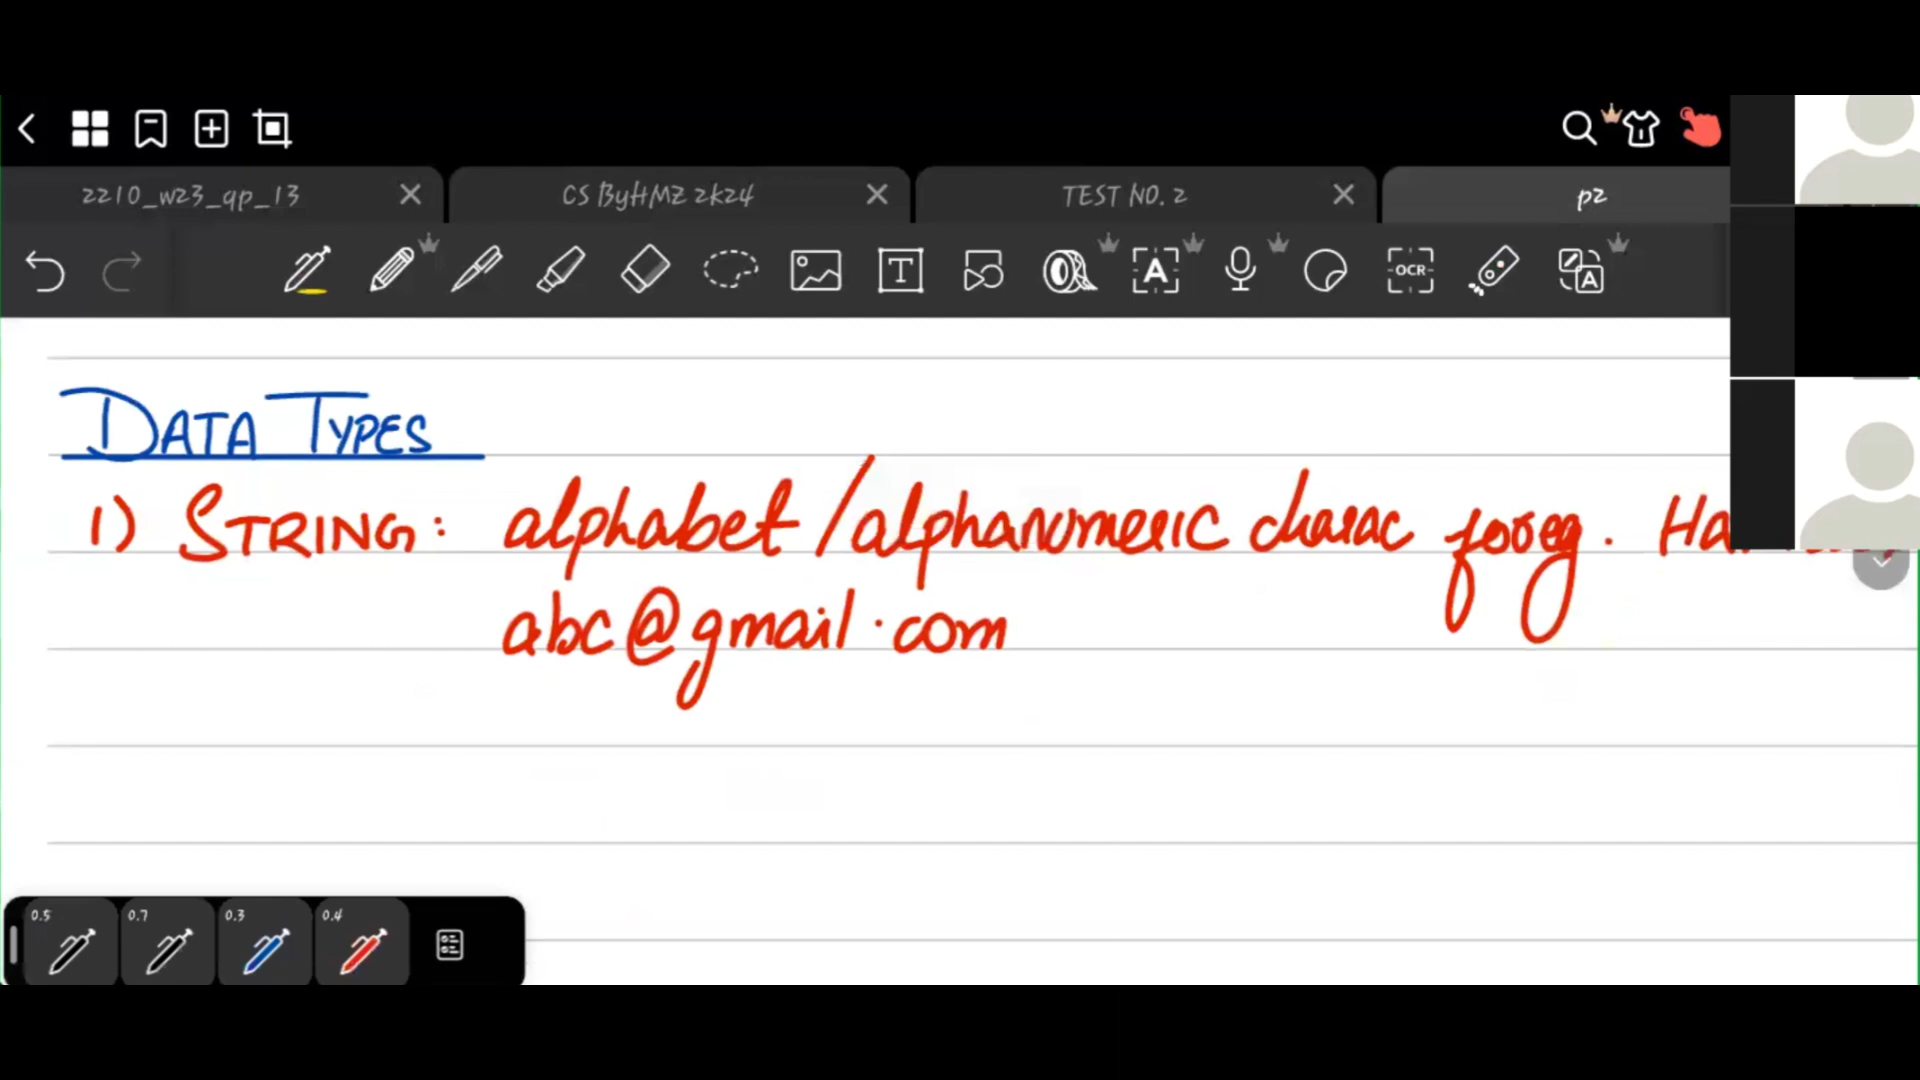 2210_w23_qp_13
CS ByHMZ 2k24
TEST NO. 2
p2
T
A
OCR
A
DATA TYPES
1) STRING: alphabet/alphanumeric charac foreg.
abc@gmail.com
0.5
0.7
0.3
0.4